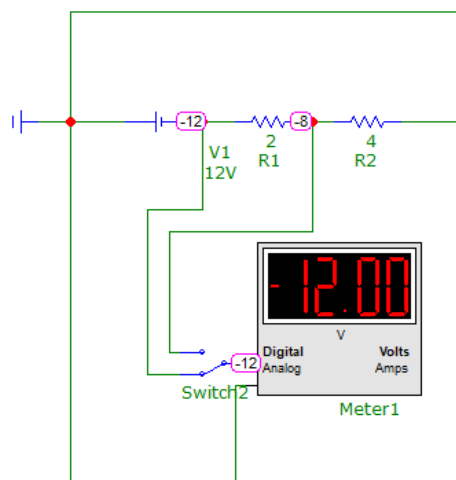 -12
-8
2
4
V1
R1
R2
12V
-12.00
V
Digital Volts
-12
Analog Amps
Switch2
Meter1